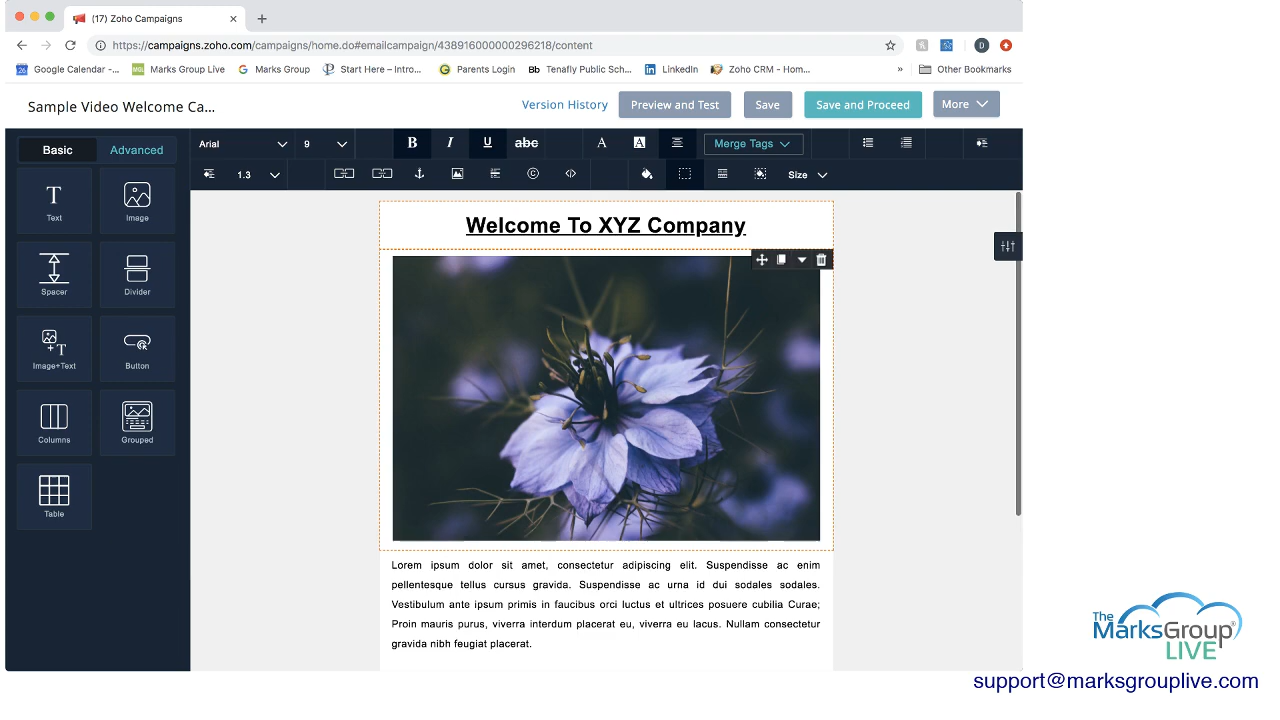 (17) Zoho Campaigns
https://campaigns.zoho.com/campaigns/home.do#emailcampaign/438916000000296218/content
D
26 Google Calendar -... MGL Marks Group Live G Marks Group Start Here – Intro... G Parents Login Bb Tenafly Public Sch... in LinkedIn Zoho CRM - Hom... » Other Bookmarks
Sample Video Welcome Ca... Version History Preview and Test Save Save and Proceed More
Basic Advanced Arial 9 B I U abc A A Merge Tags
1.3 Size
Text Image
Spacer Divider
Image+Text Button
Columns Grouped
Table
Welcome To XYZ Company
Lorem ipsum dolor sit amet, consectetur adipiscing elit. Suspendisse ac enim
pellentesque tellus cursus gravida. Suspendisse ac urna id dui sodales sodales.
Vestibulum ante ipsum primis in faucibus orci luctus et ultrices posuere cubilia Curae;
Proin mauris purus, viverra interdum placerat eu, viverra eu lacus. Nullam consectetur
gravida nibh feugiat placerat.
The
MarksGroup®
LIVE
support@marksgrouplive.com